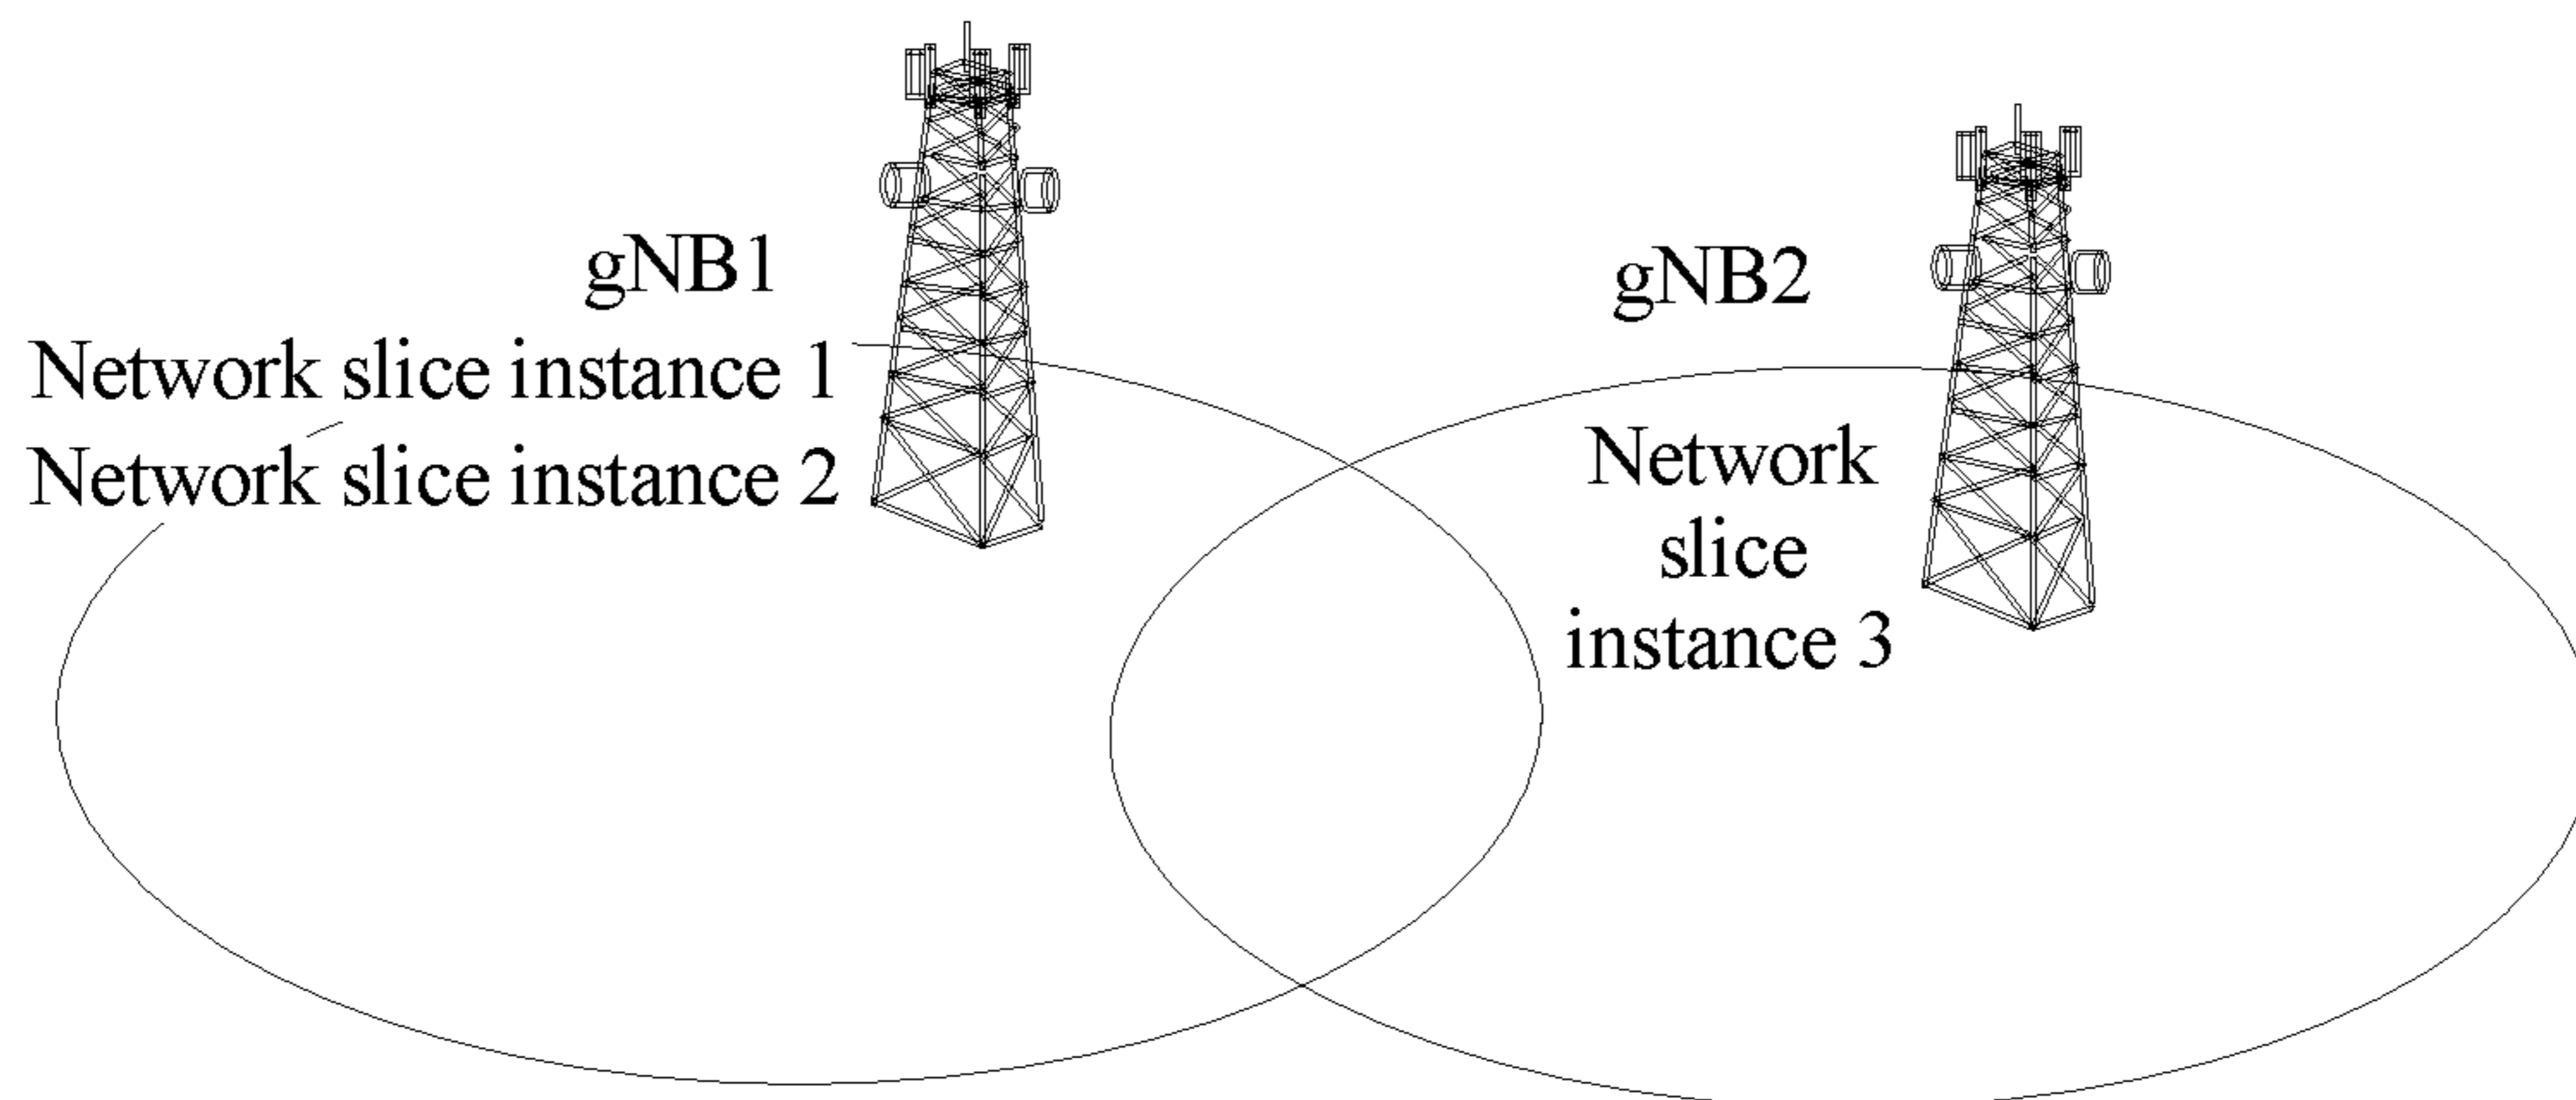 gNB1
Network slice instance 1
Network slice instance 2
gNB2
Network
slice
instance 3